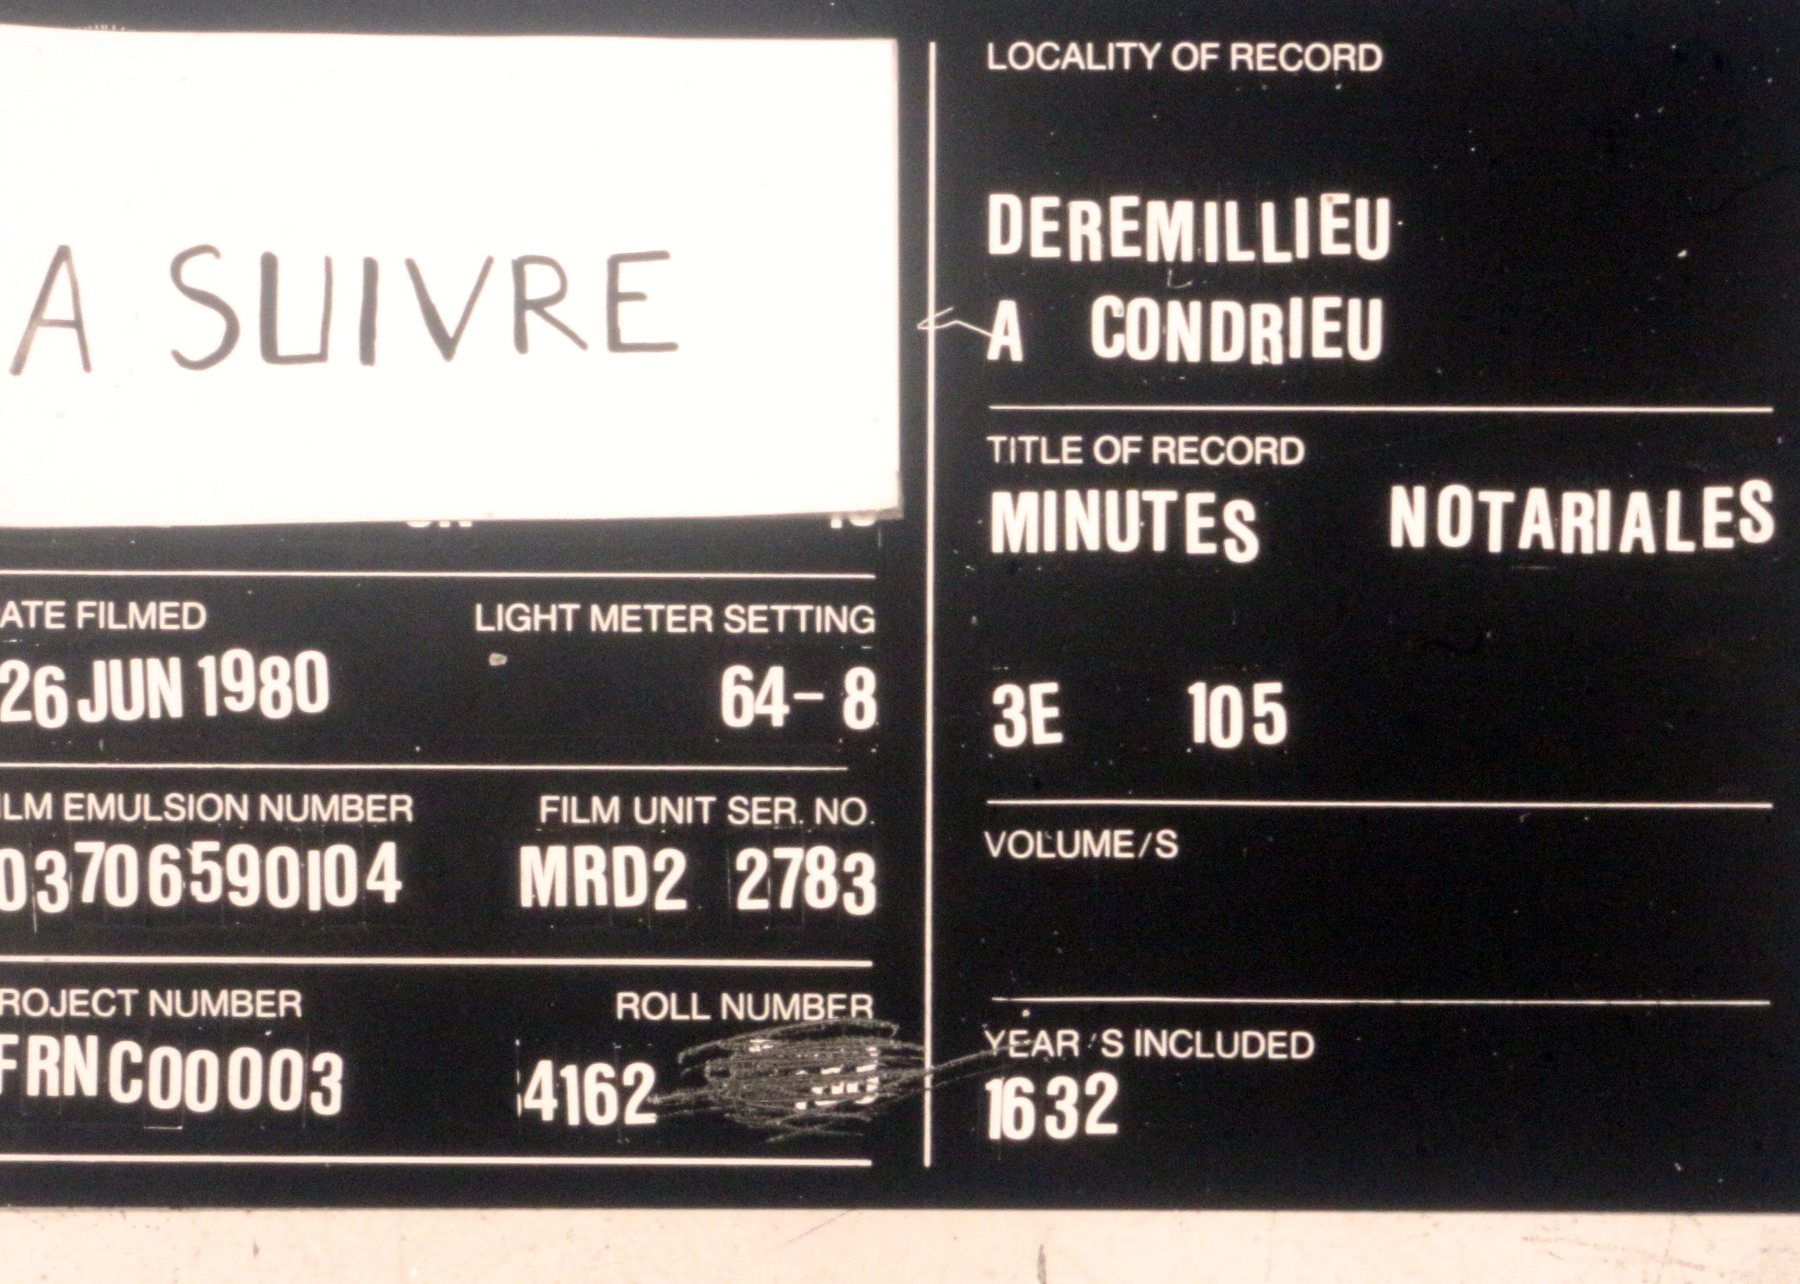 A SUIVRE
ATE FILMED
LIGHT METER SETTING
26 JUN 1980
64-8
ILM EMULSION NUMBER
FILM UNIT SER. NO.
03706590104
MRD2 2783
ROJECT NUMBER
ROLL NUMBER
FRNC00003
4162
LOCALITY OF RECORD
DEREMILLIEU
A CONDRIEU
TITLE OF RECORD
MINUTES NOTARIALES
3E 105
VOLUME/S
YEAR/S INCLUDED
1632